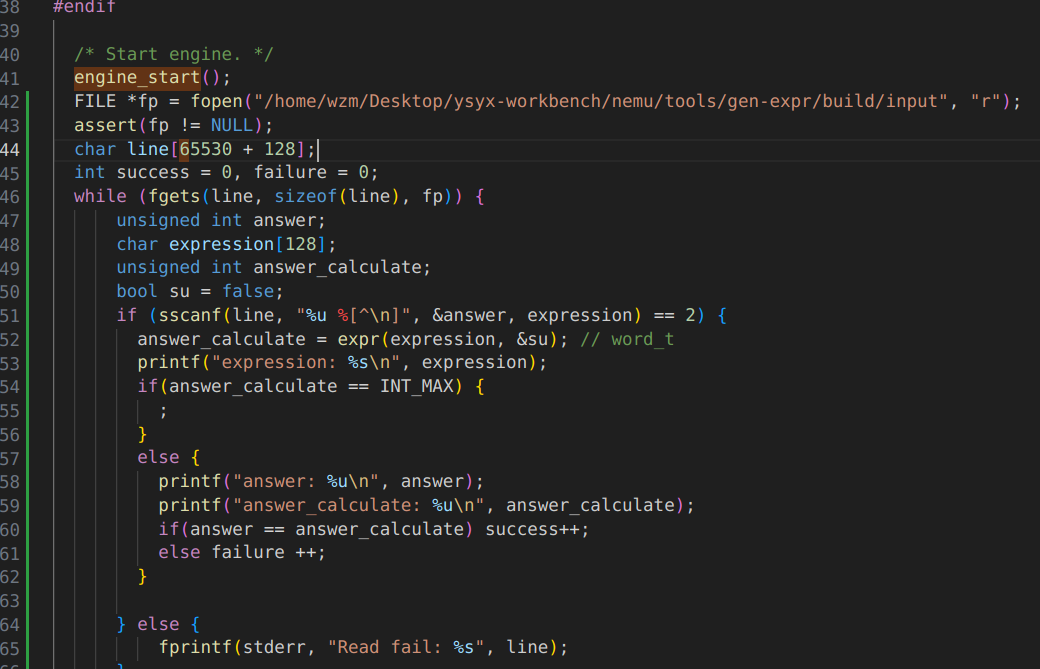 38 #endif
39
40 /* Start engine. */
41 engine_start();
42 FILE *fp = fopen("/home/wzm/Desktop/ysyx-workbench/nemu/tools/gen-expr/build/input", "r");
43 assert(fp != NULL);
44 char line[65530 + 128];
45 int success = 0, failure = 0;
46 while (fgets(line, sizeof(line), fp)) {
47 unsigned int answer;
48 char expression[128];
49 unsigned int answer_calculate;
50 bool su = false;
51 if (sscanf(line, "%u %[^\n]", &answer, expression) == 2) {
52 answer_calculate = expr(expression, &su); // word_t
53 printf("expression: %s\n", expression);
54 if(answer_calculate == INT_MAX) {
55 ;
56 }
57 else {
58 printf("answer: %u\n", answer);
59 printf("answer_calculate: %u\n", answer_calculate);
60 if(answer == answer_calculate) success++;
61 else failure ++;
62 }
63
64 } else {
65 fprintf(stderr, "Read fail: %s", line);